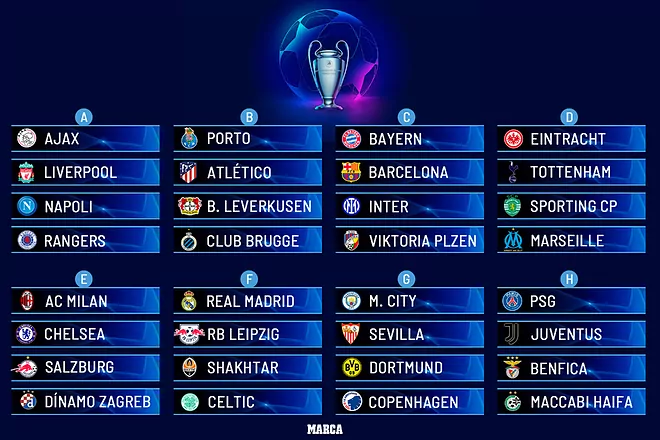 A
AJAX
LIVERPOOL
NAPOLI
RANGERS
B
PORTO
ATLÉTICO
B. LEVERKUSEN
CLUB BRUGGE
C
BAYERN
BARCELONA
INTER
VIKTORIA PLZEN
D
EINTRACHT
TOTTENHAM
SPORTING CP
MARSEILLE
E
AC MILAN
CHELSEA
SALZBURG
DÍNAMO ZAGREB
F
REAL MADRID
RB LEIPZIG
SHAKHTAR
CELTIC
G
M. CITY
SEVILLA
DORTMUND
COPENHAGEN
H
PSG
JUVENTUS
BENFICA
MACCABI HAIFA
MARCA